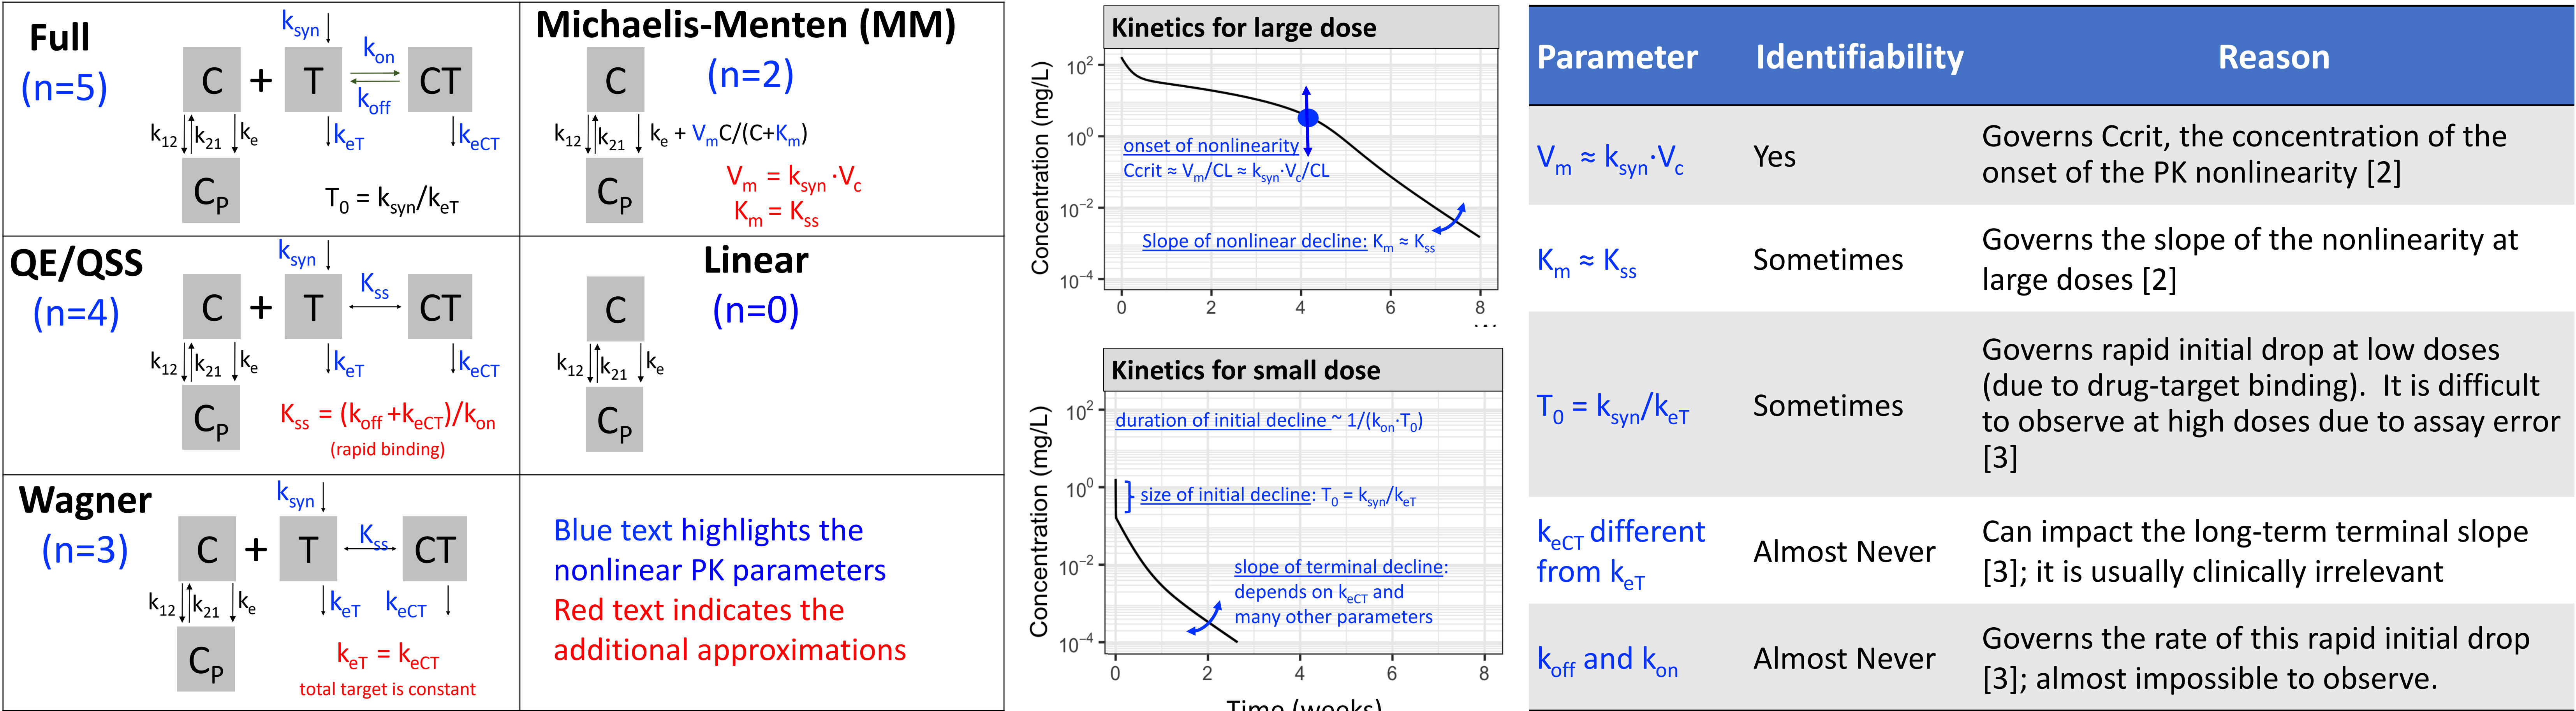 Full
(n=5)
k_syn
k_on
C + T CT
k_off
k_12 k_21 k_e k_eT k_eCT
C_P
T_0 = k_syn/k_eT
Michaelis-Menten (MM)
(n=2)
C
k_12 k_21 k_e + V_mC/(C+K_m)
C_P
V_m = k_syn ·V_c
K_m = K_ss
QE/QSS
(n=4)
k_syn
K_ss
C + T CT
k_12 k_21 k_e k_eT k_eCT
C_P
K_ss = (k_off +k_eCT)/k_on
(rapid binding)
Linear
(n=0)
C
k_12 k_21 k_e
C_P
Wagner
(n=3)
k_syn
K_ss
C + T CT
k_12 k_21 k_e k_eT k_eCT
C_P
k_eT = k_eCT
total target is constant
Blue text highlights the
nonlinear PK parameters
Red text indicates the
additional approximations
Kinetics for large dose
Concentration (mg/L)
10^2
10^0
10^−2
10^−4
onset of nonlinearity
Ccrit ≈ V_m/CL ≈ k_syn·V_c/CL
Slope of nonlinear decline: K_m ≈ K_ss
0 2 4 6 8
Kinetics for small dose
Concentration (mg/L)
10^2
10^0
10^−2
10^−4
duration of initial decline ~ 1/(k_on·T_0)
size of initial decline: T_0 = k_syn/k_eT
slope of terminal decline:
depends on k_eCT and
many other parameters
0 2 4 6 8
Time (weeks)
Parameter Identifiability Reason
V_m ≈ k_syn·V_c Yes Governs Ccrit, the concentration of the
onset of the PK nonlinearity [2]
K_m ≈ K_ss Sometimes Governs the slope of the nonlinearity at
large doses [2]
T_0 = k_syn/k_eT Sometimes Governs rapid initial drop at low doses
(due to drug-target binding). It is difficult
to observe at high doses due to assay error
[3]
k_eCT different
from k_eT
Almost Never
Can impact the long-term terminal slope
[3]; it is usually clinically irrelevant
k_off and k_on Almost Never Governs the rate of this rapid initial drop
[3]; almost impossible to observe.